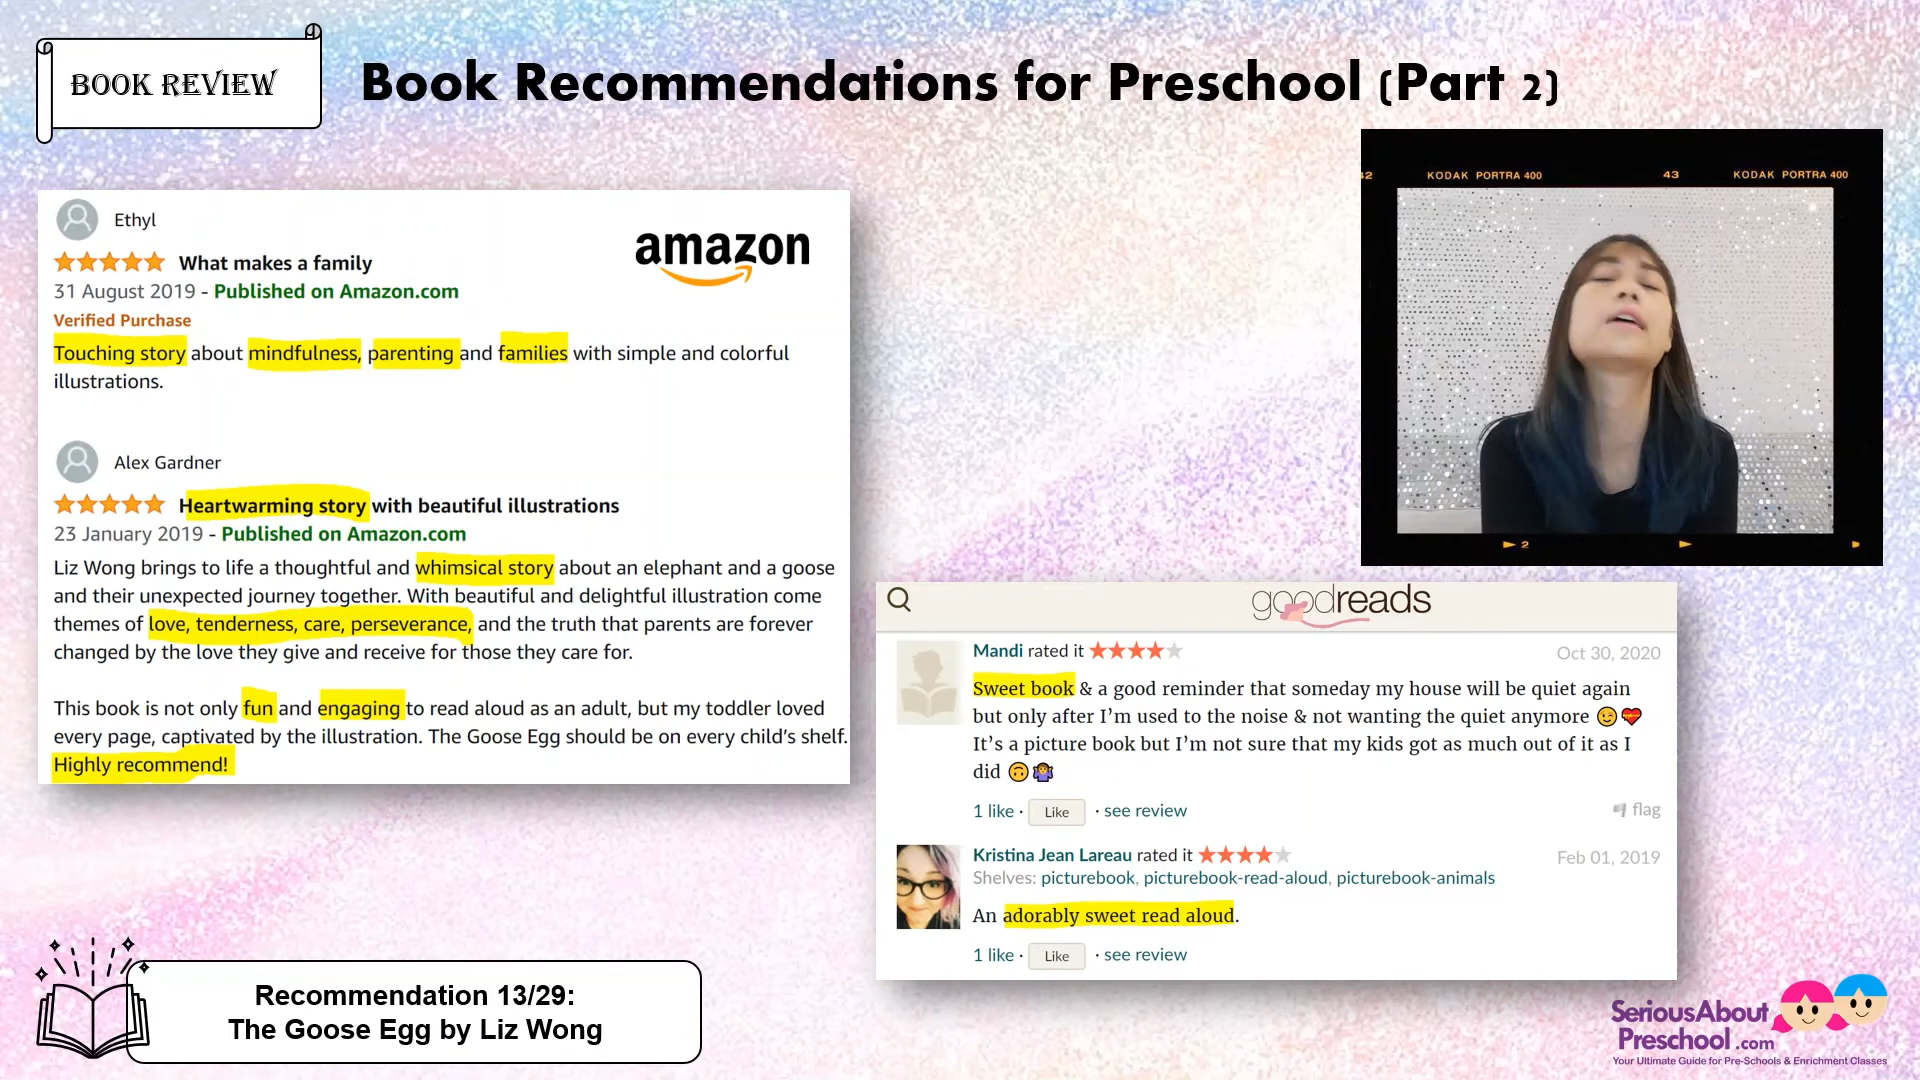 BOOK REVIEW
Book Recommendations for Preschool (Part 2)
Ethyl
amazon
What makes a family
31 August 2019 - Published on Amazon.com
Verified Purchase
Touching story about mindfulness, parenting and families with simple and colorful
illustrations.
Alex Gardner
Heartwarming story with beautiful illustrations
23 January 2019 - Published on Amazon.com
Liz Wong brings to life a thoughtful and whimsical story about an elephant and a goose
and their unexpected journey together. With beautiful and delightful illustration come
themes of love, tenderness, care, perseverance, and the truth that parents are forever
changed by the love they give and receive for those they care for.
This book is not only fun and engaging to read aloud as an adult, but my toddler loved
every page, captivated by the illustration. The Goose Egg should be on every child's shelf.
Highly recommend!
42 KODAK PORTRA 400 43 KODAK PORTRA 400
2
goodreads
Mandi rated it Oct 30, 2020
Sweet book & a good reminder that someday my house will be quiet again
but only after I'm used to the noise & not wanting the quiet anymore 😉💝
It's a picture book but I'm not sure that my kids got as much out of it as I
did 🙃🤷‍♀️
1 like · Like · see review flag
Kristina Jean Lareau rated it Feb 01, 2019
Shelves: picturebook, picturebook-read-aloud, picturebook-animals
An adorably sweet read aloud.
1 like · Like · see review
Recommendation 13/29:
The Goose Egg by Liz Wong
SeriousAbout
Preschool.com
Your Ultimate Guide for Pre-Schools & Enrichment Classes